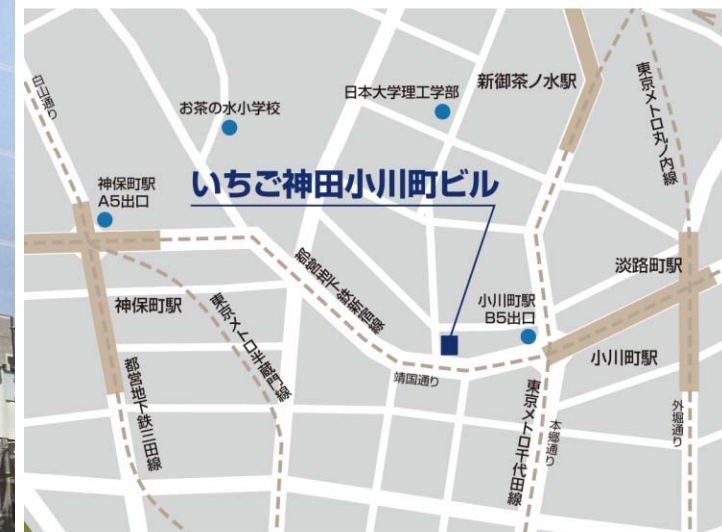 白山通り
お茶の水小学校
日本大学理工学部
新御茶ノ水駅
東京メトロ丸ノ内線
いちご神田小川町ビル
神保町駅
A5出口
淡路町駅
都営地下鉄新宿線
小川町駅
B5出口
神保町駅
東京メトロ半蔵門線
小川町駅
靖国通り
都営地下鉄三田線
東京メトロ千代田線
本郷通り
外堀通り